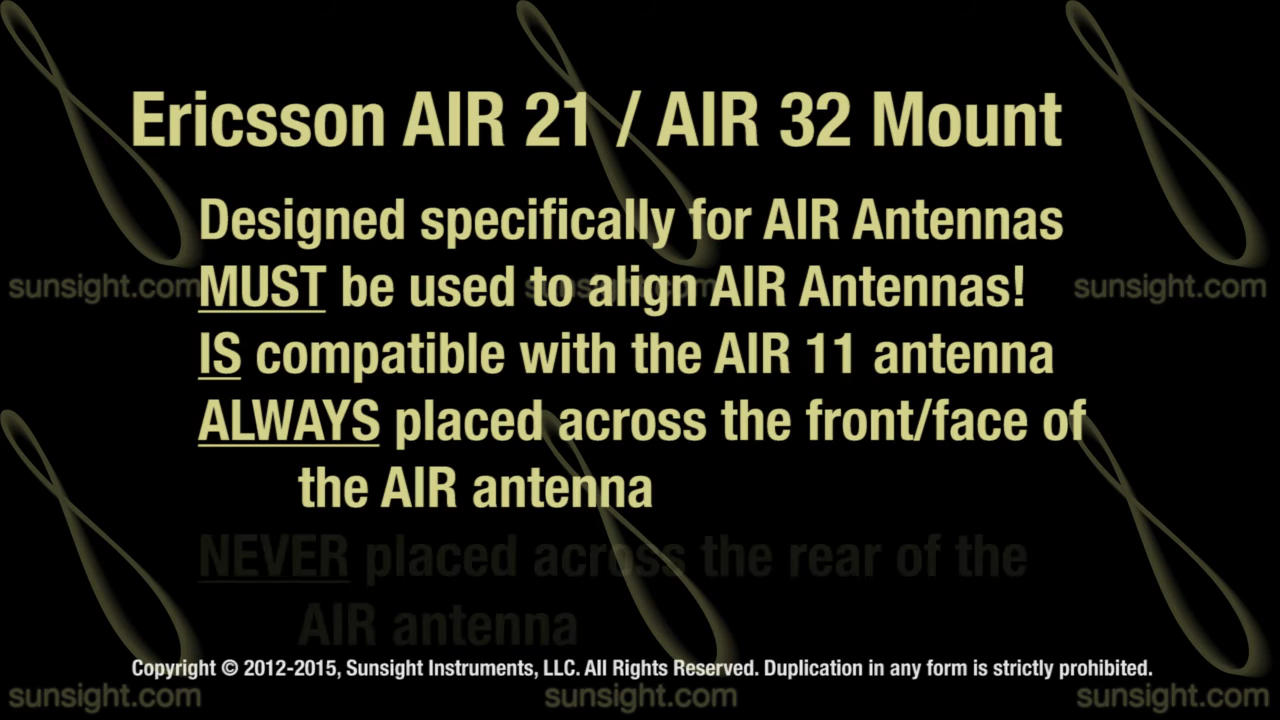 Ericsson AIR 21 / AIR 32 Mount
Designed specifically for AIR Antennas
sunsight.com
MUST be used to align AIR Antennas!
sunsight.com
sunsight.com
IS compatible with the AIR 11 antenna
ALWAYS placed across the front/face of
the AIR antenna
NEVER placed across the rear of the
AIR antenna
Copyright © 2012-2015, Sunsight Instruments, LLC. All Rights Reserved. Duplication in any form is strictly prohibited.
sunsight.com
sunsight.com
sunsight.com